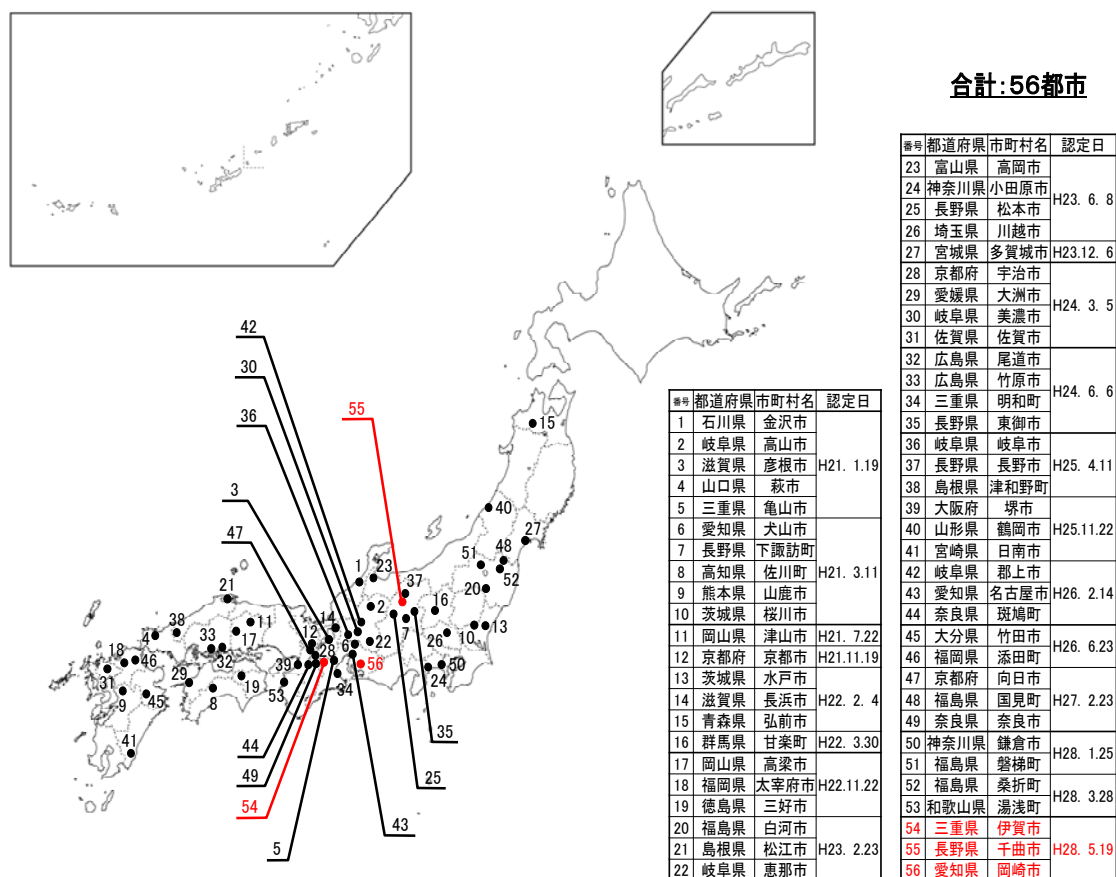 合計:56都市
番号 都道府県 市町村名 認定日
1 石川県 金沢市
2 岐阜県 高山市
3 滋賀県 彦根市 H21. 1.19
4 山口県 萩市
5 三重県 亀山市
6 愛知県 犬山市
7 長野県 下諏訪町
8 高知県 佐川町 H21. 3.11
9 熊本県 山鹿市
10 茨城県 桜川市
11 岡山県 津山市 H21. 7.22
12 京都府 京都市 H21.11.19
13 茨城県 水戸市
14 滋賀県 長浜市 H22. 2. 4
15 青森県 弘前市
16 群馬県 甘楽町 H22. 3.30
17 岡山県 高梁市
18 福岡県 太宰府市 H22.11.22
19 徳島県 三好市
20 福島県 白河市
21 島根県 松江市 H23. 2.23
22 岐阜県 恵那市
番号 都道府県 市町村名 認定日
23 富山県 高岡市
24 神奈川県 小田原市 H23. 6. 8
25 長野県 松本市
26 埼玉県 川越市
27 宮城県 多賀城市 H23.12. 6
28 京都府 宇治市
29 愛媛県 大洲市 H24. 3. 5
30 岐阜県 美濃市
31 佐賀県 佐賀市
32 広島県 尾道市
33 広島県 竹原市 H24. 6. 6
34 三重県 明和町
35 長野県 東御市
36 岐阜県 岐阜市
37 長野県 長野市 H25. 4.11
38 島根県 津和野町
39 大阪府 堺市
40 山形県 鶴岡市 H25.11.22
41 宮崎県 日南市
42 岐阜県 郡上市
43 愛知県 名古屋市 H26. 2.14
44 奈良県 斑鳩町
45 大分県 竹田市 H26. 6.23
46 福岡県 添田町
47 京都府 向日市
48 福島県 国見町 H27. 2.23
49 奈良県 奈良市
50 神奈川県 鎌倉市 H28. 1.25
51 福島県 磐梯町
52 福島県 桑折町 H28. 3.28
53 和歌山県 湯浅町
54 三重県 伊賀市
55 長野県 千曲市 H28. 5.19
56 愛知県 岡崎市
42
30
36
55
15
3
40
47
27
51
48
52
1
23
37
20
21
2
16
11
14
7
38
4
12
6
26
10
13
33
17
28
22
18
46
32
39
56
50
31
29
19
24
9
45
8
53
34
41
44
35
49
25
54
43
5